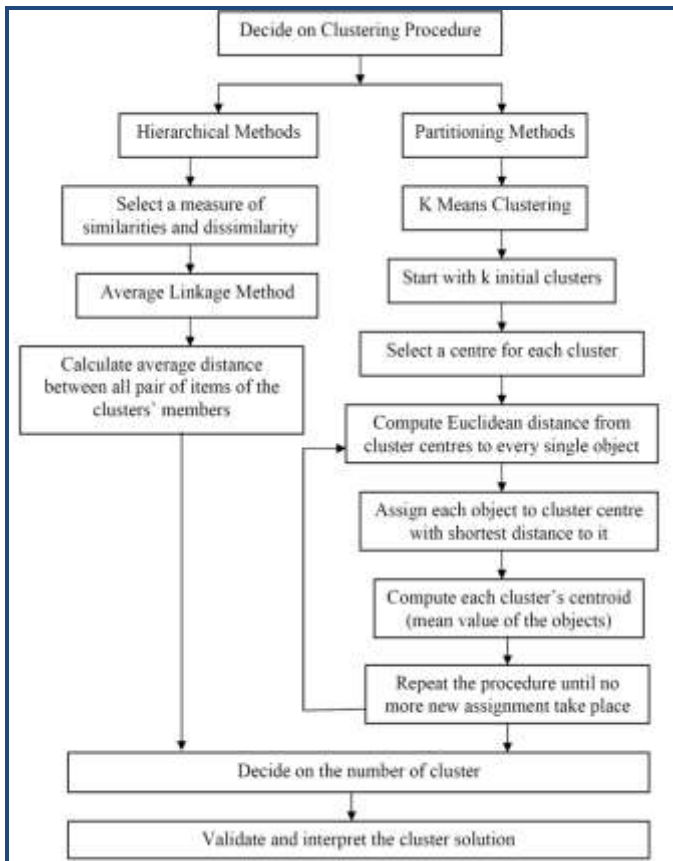 Decide on Clustering Procedure
Hierarchical Methods
Partitioning Methods
Select a measure of
similarities and dissimilarity
K Means Clustering
Average Linkage Method
Start with k initial clusters
Calculate average distance
between all pair of items of the
clusters' members
Select a centre for each cluster
Compute Euclidean distance from
cluster centres to every single object
Assign each object to cluster centre
with shortest distance to it
Compute each cluster's centroid
(mean value of the objects)
Repeat the procedure until no
more new assignment take place
Decide on the number of cluster
Validate and interpret the cluster solution